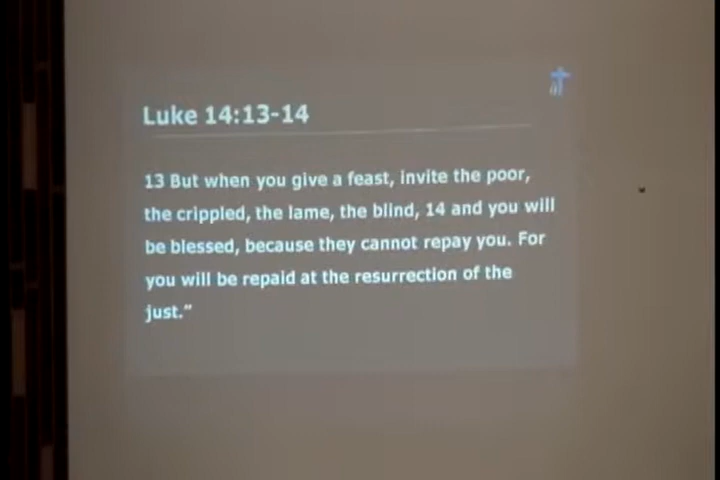 Luke 14:13-14
13 But when you give a feast, invite the poor,
the crippled, the lame, the blind, 14 and you will
be blessed, because they cannot repay you. For
you will be repaid at the resurrection of the
just.”